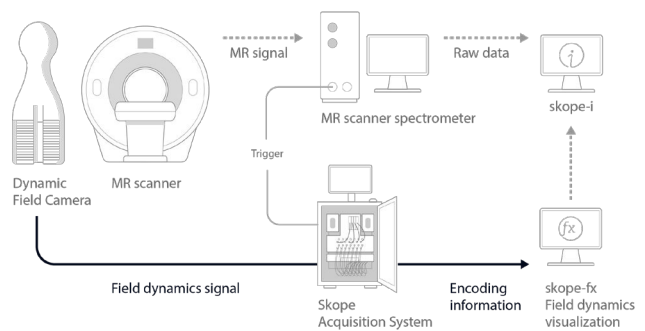 MR signal
Raw data
i
skope-i
MR scanner spectrometer
Trigger
Dynamic
Field Camera
MR scanner
fx
Field dynamics signal
Encoding
information
skope-fx
Field dynamics
visualization
Skope
Acquisition System